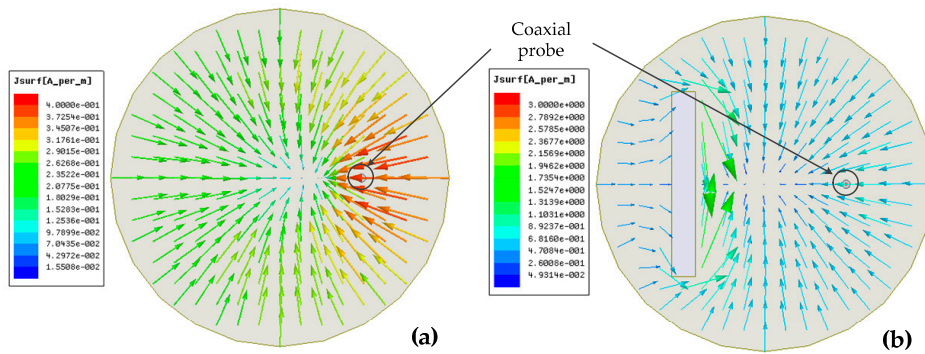 Coaxial
probe
Jsurf[A_per_m]
4.0000e-001
3.7254e-001
3.4507e-001
3.1761e-001
2.9015e-001
2.6268e-001
2.3522e-001
2.0775e-001
1.8029e-001
1.5283e-001
1.2536e-001
9.7899e-002
7.0435e-002
4.2972e-002
1.5508e-002
(a)
Jsurf[A_per_m]
3.0000e+000
2.7892e+000
2.5785e+000
2.3677e+000
2.1569e+000
1.9462e+000
1.7354e+000
1.5247e+000
1.3139e+000
1.1031e+000
8.9237e-001
6.8160e-001
4.7084e-001
2.6008e-001
4.9314e-002
(b)